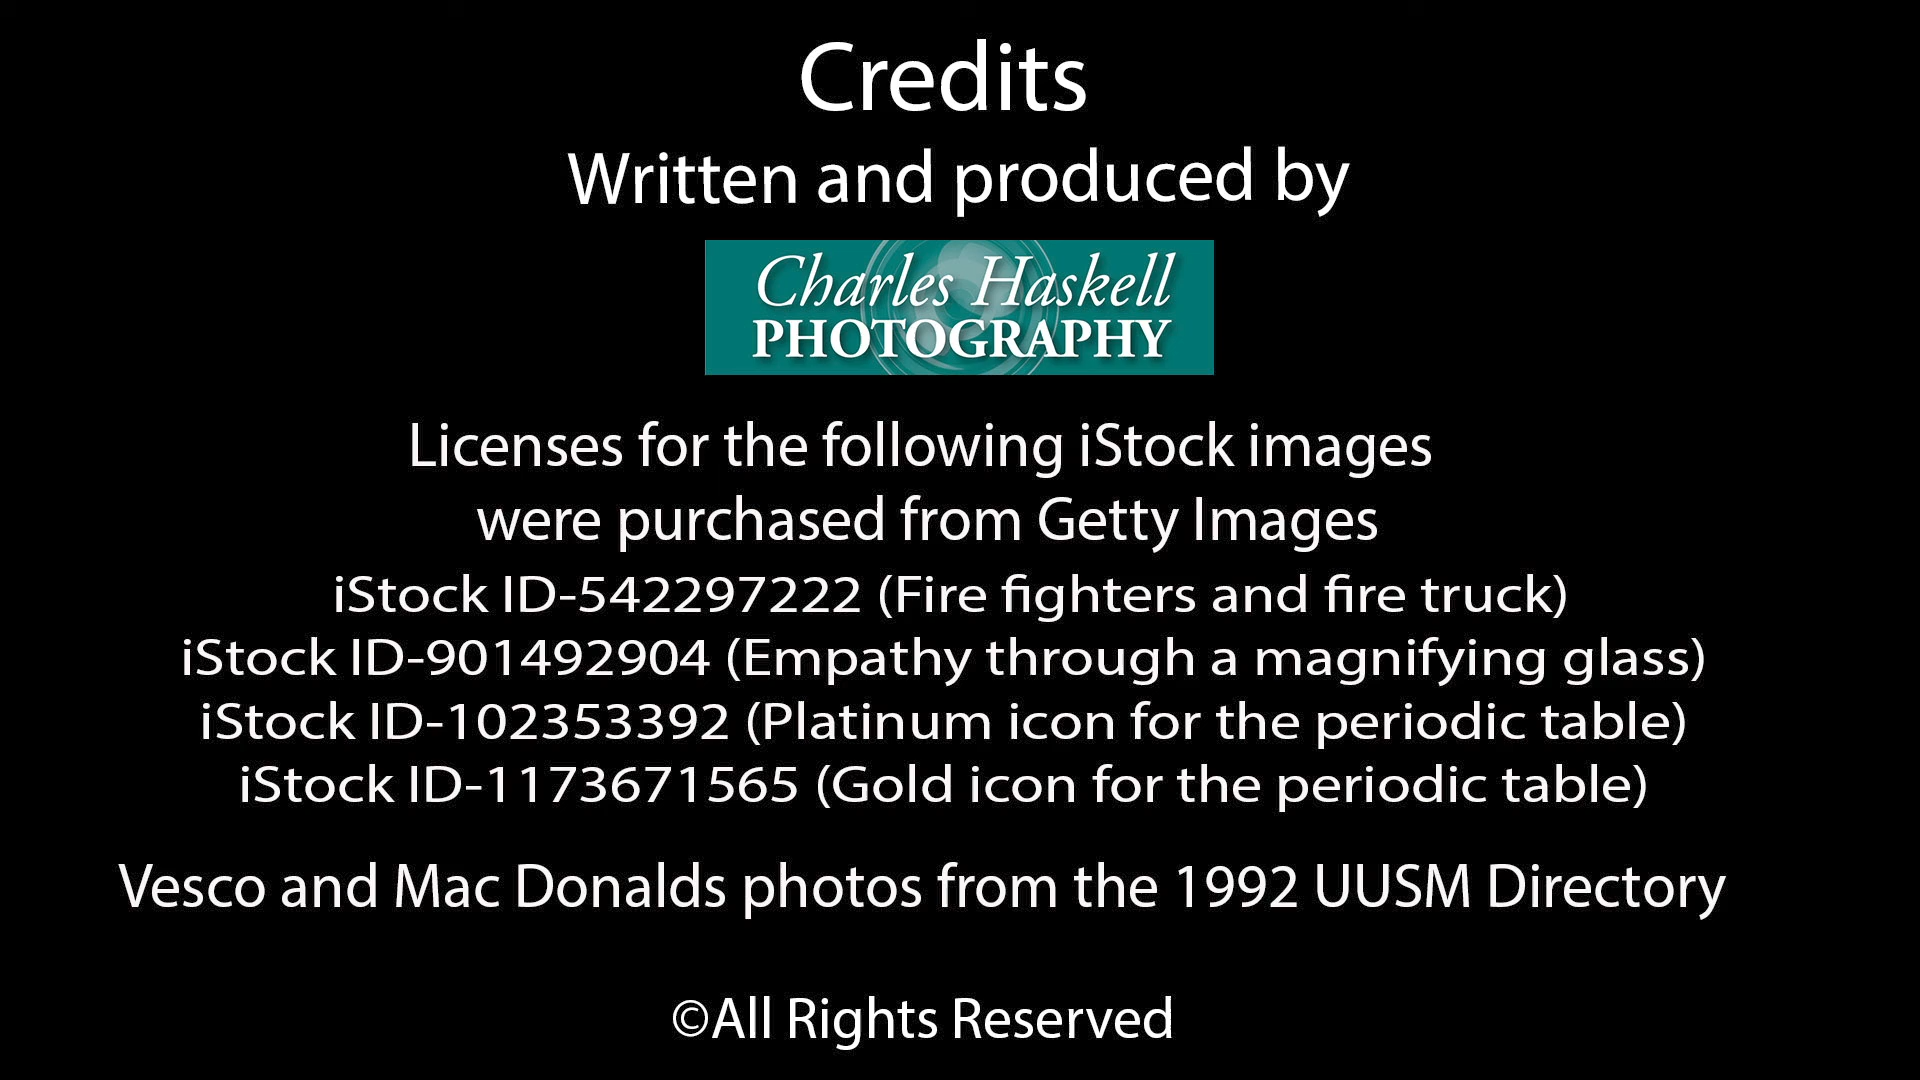 Credits
Written and produced by
Charles Haskell
PHOTOGRAPHY
Licenses for the following iStock images
were purchased from Getty Images
iStock ID-542297222 (Fire fighters and fire truck)
iStock ID-901492904 (Empathy through a magnifying glass)
iStock ID-102353392 (Platinum icon for the periodic table)
iStock ID-1173671565 (Gold icon for the periodic table)
Vesco and Mac Donalds photos from the 1992 UUSM Directory
©All Rights Reserved